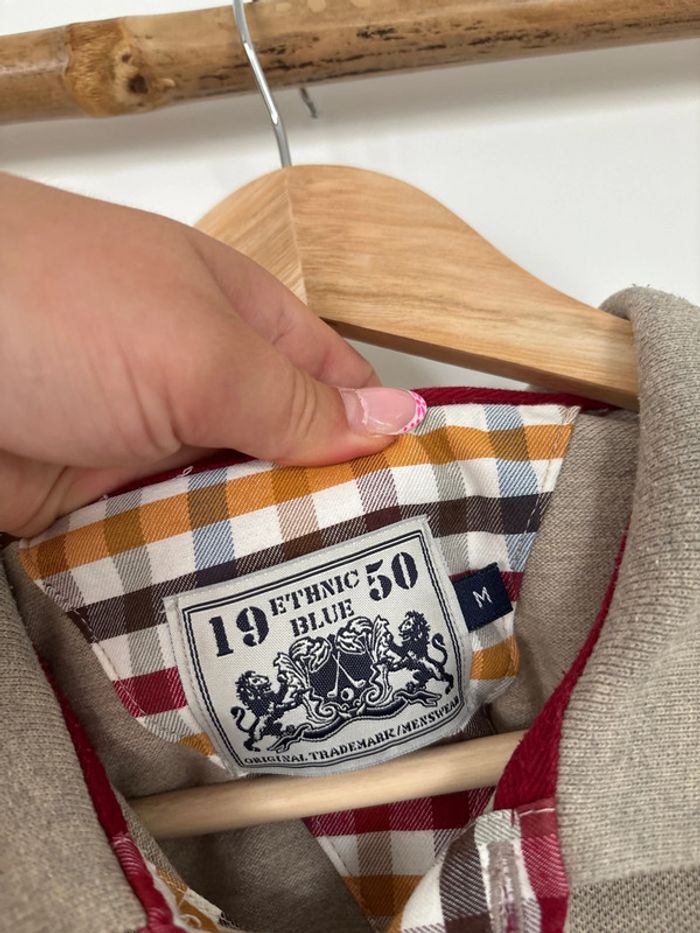 19 ETHNIC 50
BLUE
ORIGINAL TRADEMARK/MENSWEAR
M